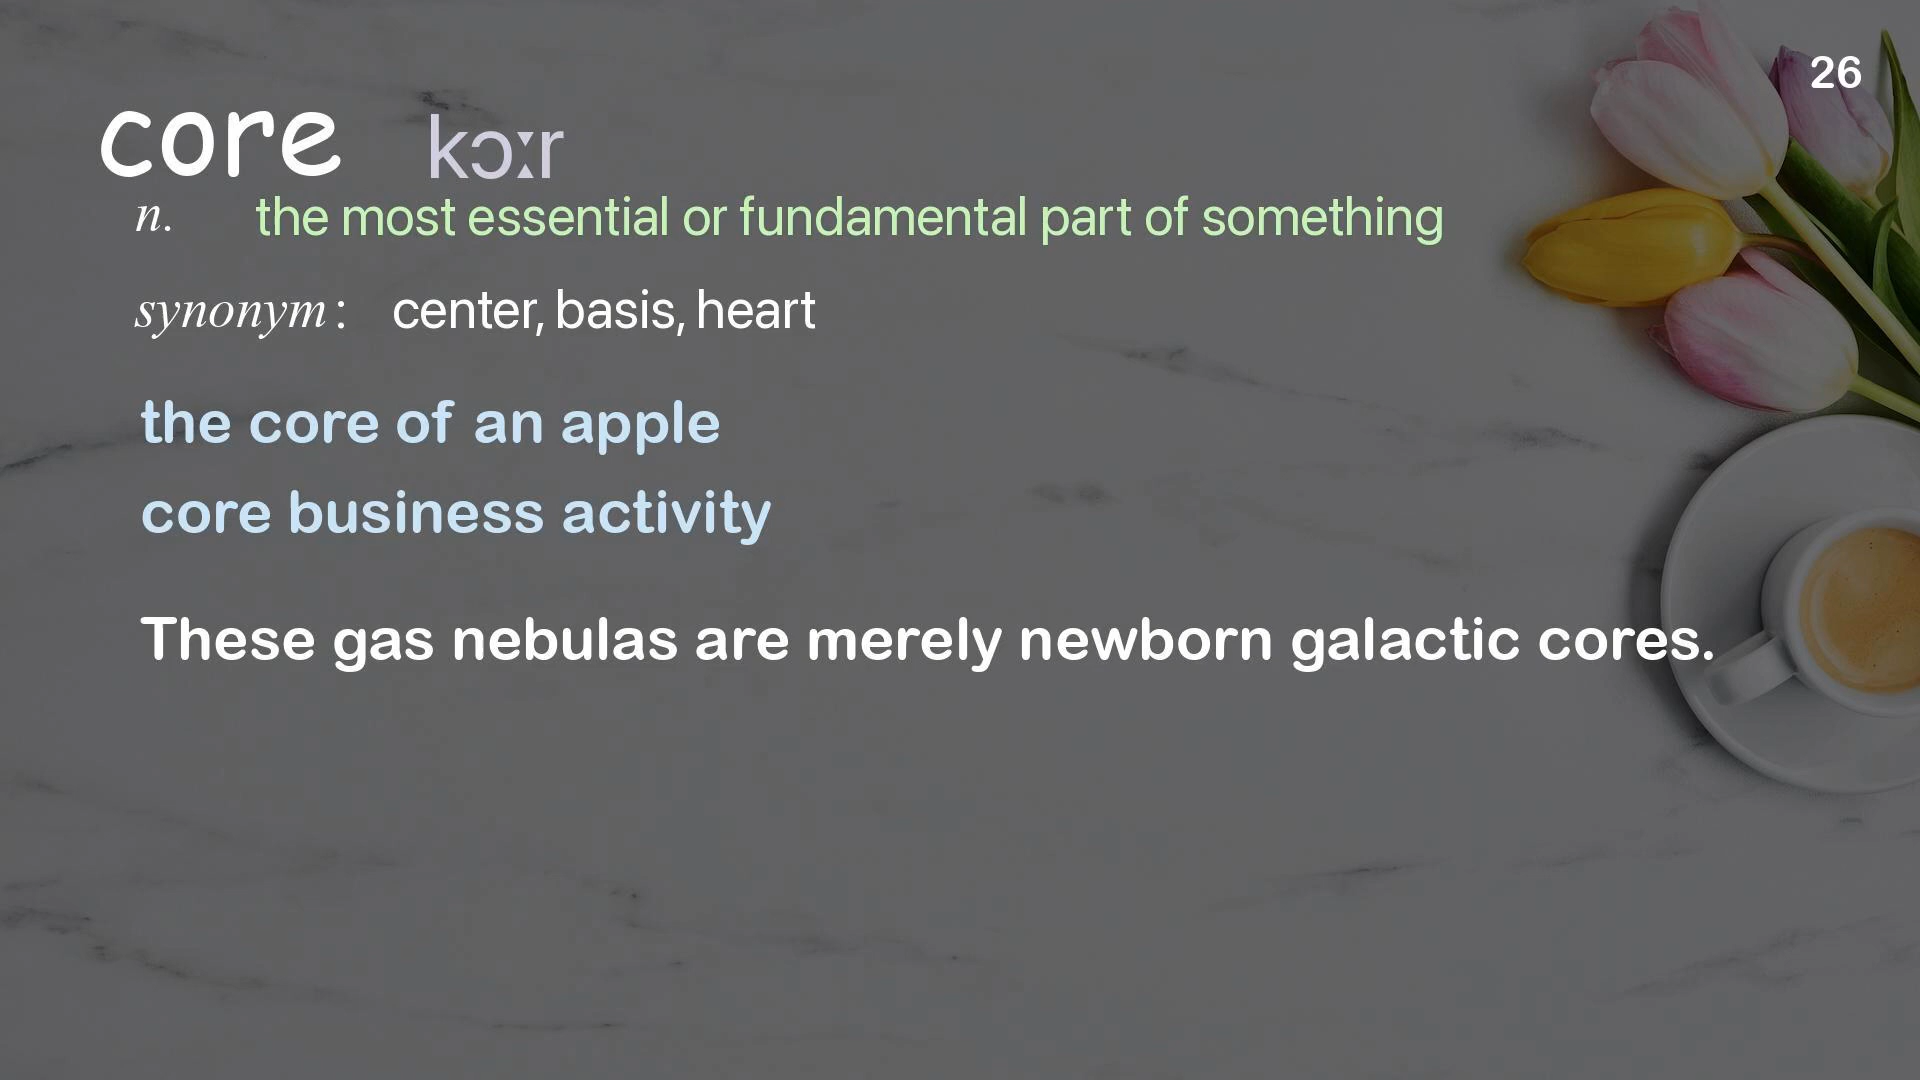 26
core kɔːr
n. the most essential or fundamental part of something
synonym: center, basis, heart
the core of an apple
core business activity
These gas nebulas are merely newborn galactic cores.